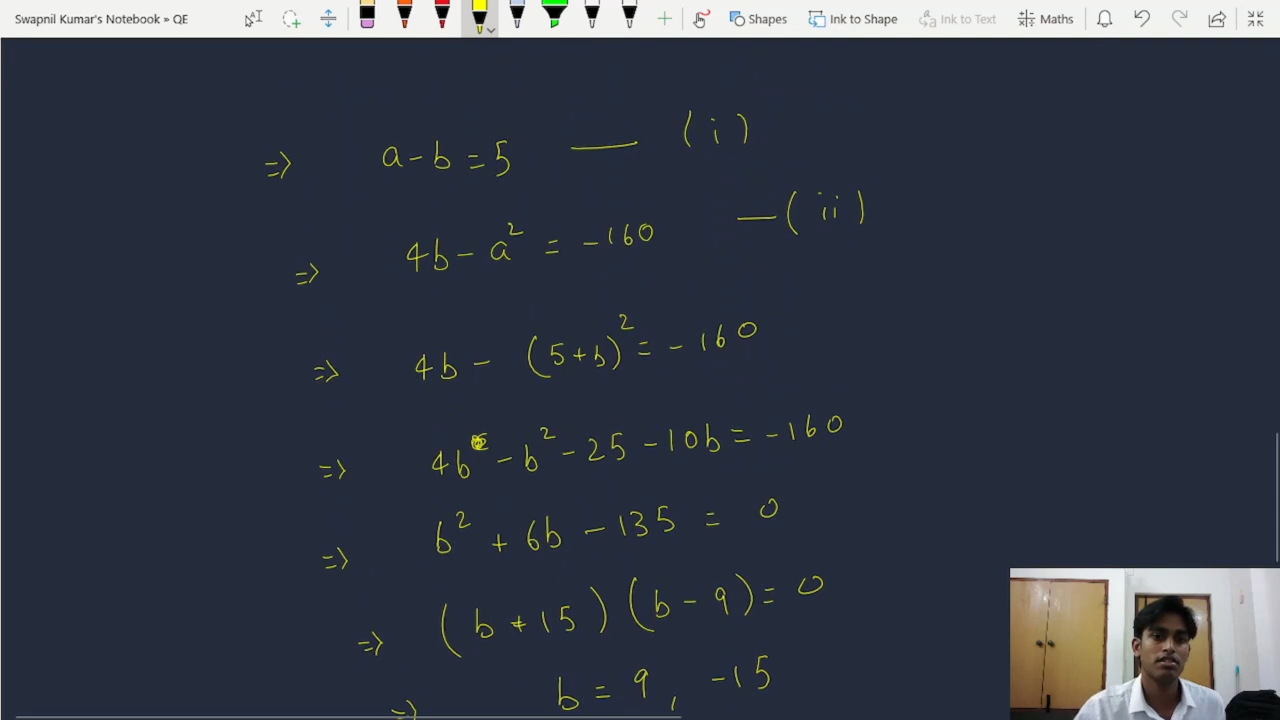 Swapnil Kumar's Notebook » QE
Shapes
Ink to Shape
Ink to Text
Maths
=> a - b = 5 — (i)
=> 4b - a² = -160 — (ii)
=> 4b - (5+b)² = -160
=> 4b - b² - 25 - 10b = -160
=> b² + 6b - 135 = 0
=> (b + 15) (b - 9) = 0
=> b = 9, -15